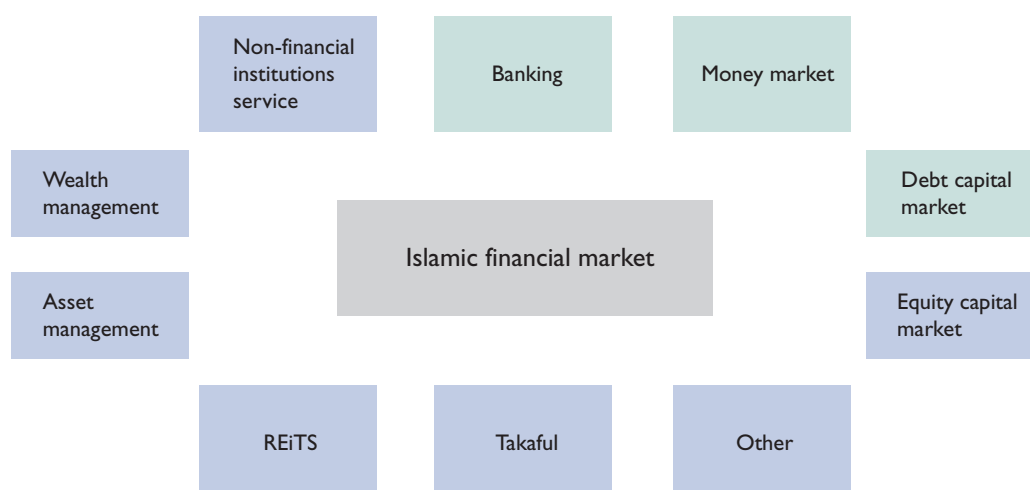 Non-financial
institutions
service
Banking
Money market
Wealth
management
Debt capital
market
Islamic financial market
Asset
management
Equity capital
market
REiTS
Takaful
Other